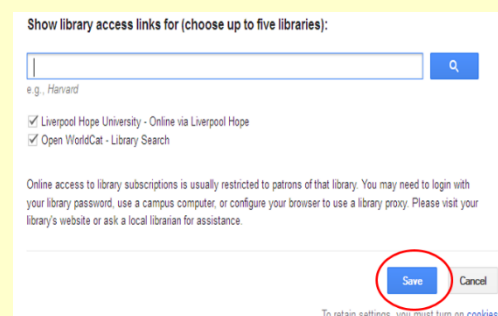 Show library access links for (choose up to five libraries):
e.g., Harvard
Liverpool Hope University - Online via Liverpool Hope
Open WorldCat - Library Search
Online access to library subscriptions is usually restricted to patrons of that library. You may need to login with
your library password, use a campus computer, or configure your browser to use a library proxy. Please visit your
library's website or ask a local librarian for assistance.
Save Cancel
To retain settings, you must turn on cookies